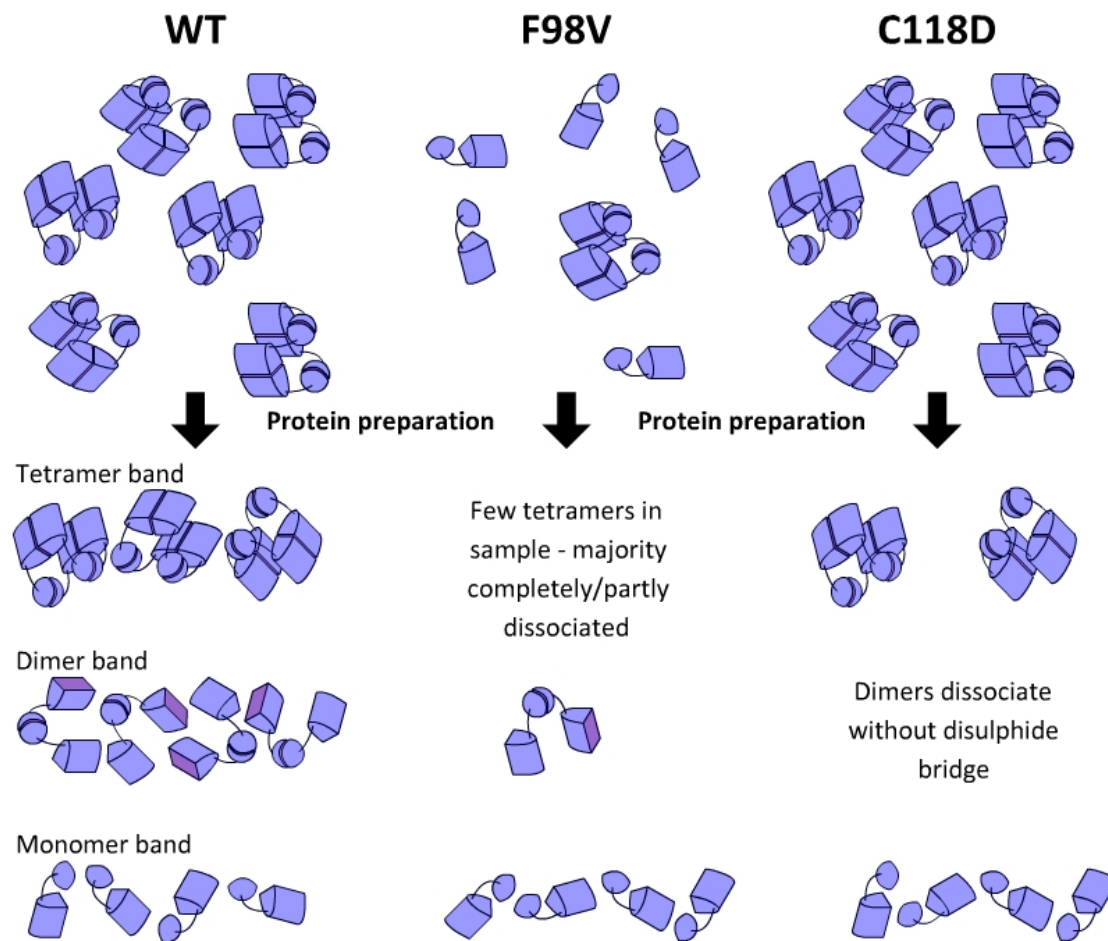 WT
F98V
C118D
Protein preparation
Protein preparation
Tetramer band
Few tetramers in
sample - majority
completely/partly
dissociated
Dimer band
Dimers dissociate
without disulphide
bridge
Monomer band